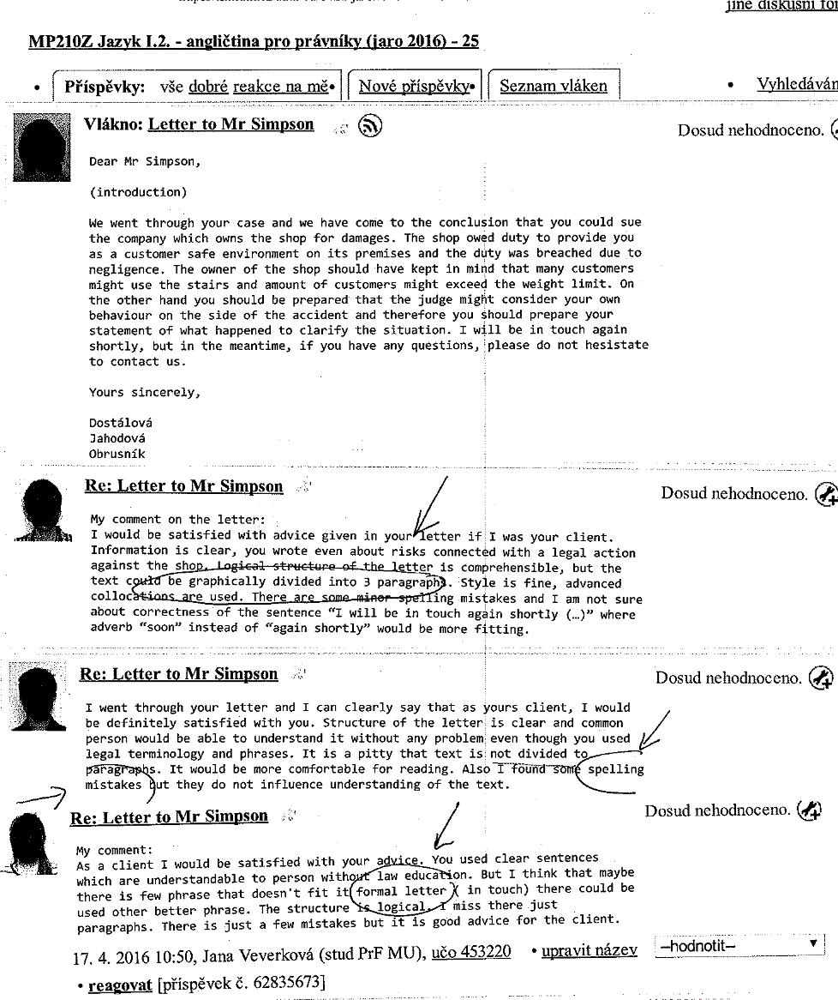 jiné diskusní fó
MP210Z Jazyk I.2. - angličtina pro právníky (jaro 2016) - 25
• Příspěvky: vše dobré reakce na mě• Nové příspěvky• Seznam vláken • Vyhledáván
Vlákno: Letter to Mr Simpson Dosud nehodnoceno.
Dear Mr Simpson,
(introduction)
We went through your case and we have come to the conclusion that you could sue
the company which owns the shop for damages. The shop owed duty to provide you
as a customer safe environment on its premises and the duty was breached due to
negligence. The owner of the shop should have kept in mind that many customers
might use the stairs and amount of customers might exceed the weight limit. On
the other hand you should be prepared that the judge might consider your own
behaviour on the side of the accident and therefore you should prepare your
statement of what happened to clarify the situation. I will be in touch again
shortly, but in the meantime, if you have any questions, please do not hesistate
to contact us.
Yours sincerely,
Dostálová
Jahodová
Obrusník
Re: Letter to Mr Simpson Dosud nehodnoceno.
My comment on the letter:
I would be satisfied with advice given in your letter if I was your client.
Information is clear, you wrote even about risks connected with a legal action
against the shop. Logical structure of the letter is comprehensible, but the
text could be graphically divided into 3 paragraphs. Style is fine, advanced
collocations are used. There are some minor spelling mistakes and I am not sure
about correctness of the sentence “I will be in touch again shortly (…)” where
adverb “soon” instead of “again shortly” would be more fitting.
Re: Letter to Mr Simpson Dosud nehodnoceno.
I went through your letter and I can clearly say that as yours client, I would
be definitely satisfied with you. Structure of the letter is clear and common
person would be able to understand it without any problem even though you used
legal terminology and phrases. It is a pitty that text is not divided to
paragraphs. It would be more comfortable for reading. Also I found some spelling
mistakes but they do not influence understanding of the text.
Re: Letter to Mr Simpson Dosud nehodnoceno.
My comment:
As a client I would be satisfied with your advice. You used clear sentences
which are understandable to person without law education. But I think that maybe
there is few phrase that doesn't fit it formal letter ( in touch) there could be
used other better phrase. The structure is logical. I miss there just
paragraphs. There is just a few mistakes but it is good advice for the client.
17. 4. 2016 10:50, Jana Veverková (stud PrF MU), učo 453220 • upravit název --hodnotit--
• reagovat [příspěvek č. 62835673]